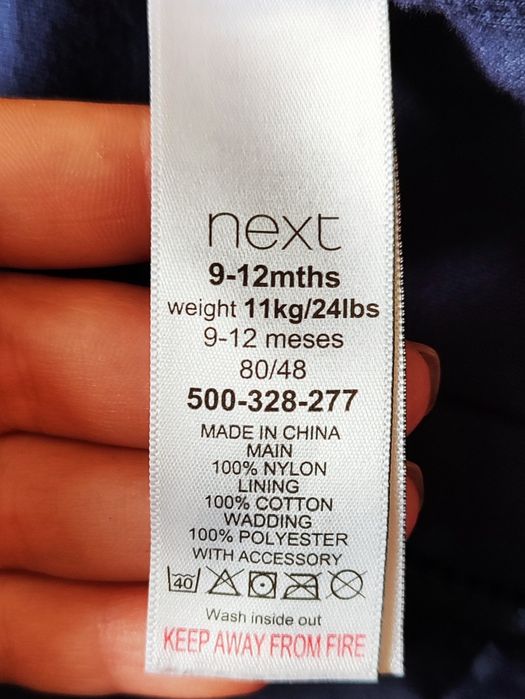 next
9-12mths
weight 11kg/24lbs
9-12 meses
80/48
500-328-277
MADE IN CHINA
MAIN
100% NYLON
LINING
100% COTTON
WADDING
100% POLYESTER
WITH ACCESSORY
40
Wash inside out
KEEP AWAY FROM FIRE